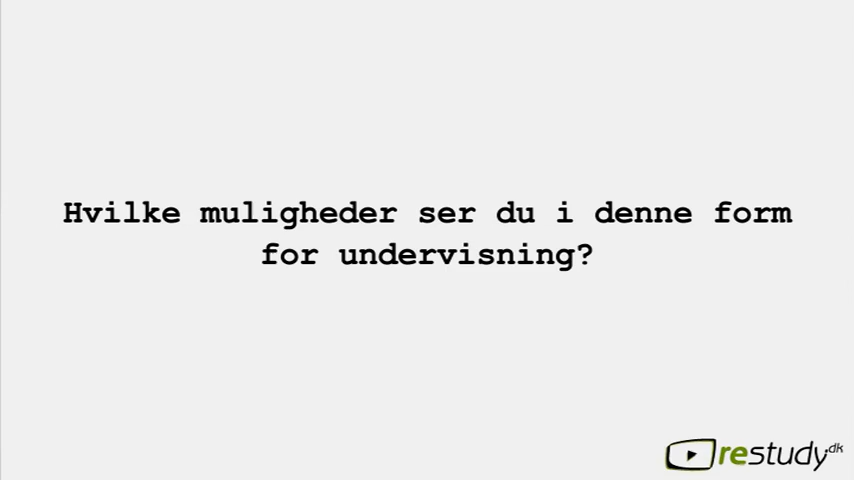 Hvilke muligheder ser du i denne form
for undervisning?
restudy.dk